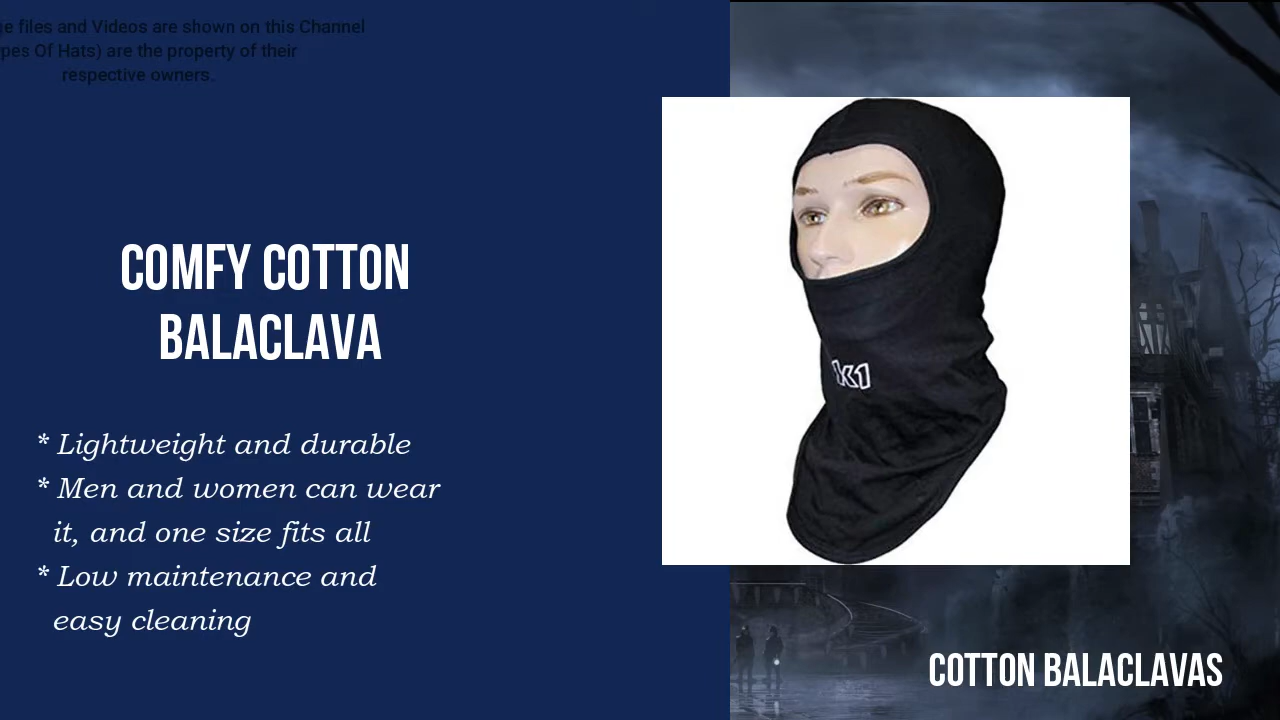 ge files and Videos are shown on this Channel
pes Of Hats) are the property of their
respective owners.
COMFY COTTON
BALACLAVA
* Lightweight and durable
* Men and women can wear
it, and one size fits all
* Low maintenance and
easy cleaning
k1
COTTON BALACLAVAS